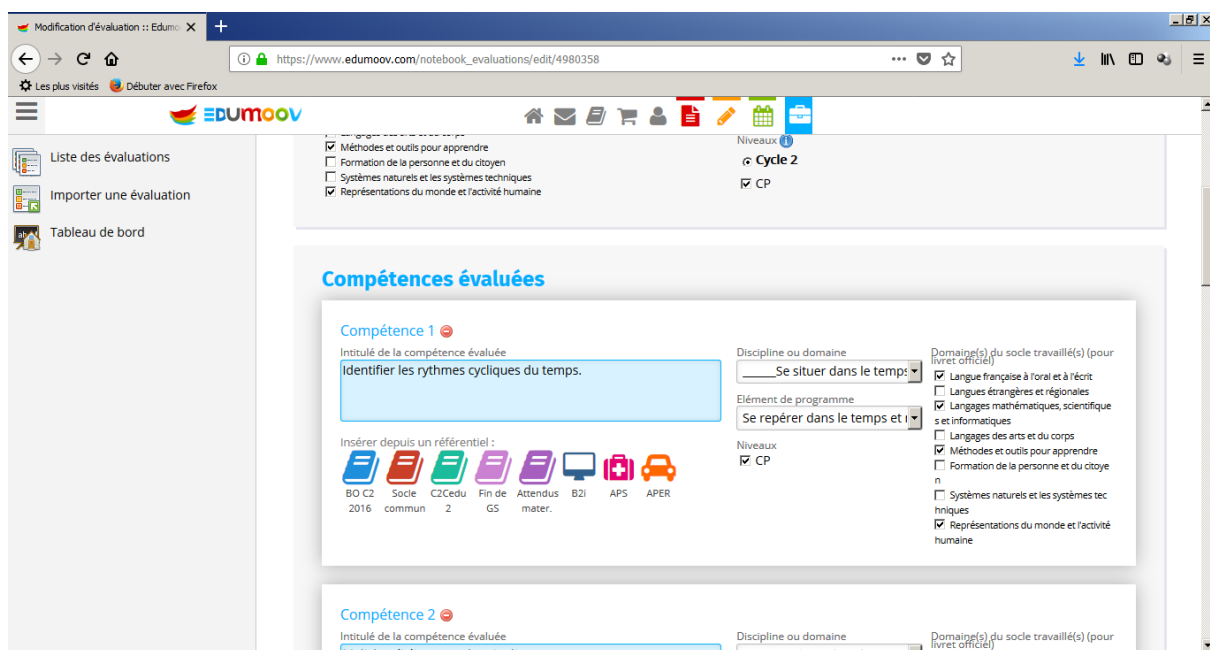 Modification d'évaluation :: Edumo
https://www.edumoov.com/notebook_evaluations/edit/4980358
Les plus visités Débuter avec Firefox
EDUMOOV
Liste des évaluations
Importer une évaluation
Tableau de bord
Méthodes et outils pour apprendre
Formation de la personne et du citoyen
Systèmes naturels et les systèmes techniques
Représentations du monde et l'activité humaine
Niveaux
Cycle 2
CP
Compétences évaluées
Compétence 1
Intitulé de la compétence évaluée
Identifier les rythmes cycliques du temps.
Insérer depuis un référentiel :
BO C2 2016
Socle commun
C2Cedu 2
Fin de GS
Attendus mater.
B2i
APS
APER
Discipline ou domaine
______Se situer dans le temps
Elément de programme
Se repérer dans le temps et
Niveaux
CP
Domaine(s) du socle travaillé(s) (pour
livret officiel)
Langue française à l'oral et à l'écrit
Langues étrangères et régionales
Langages mathématiques, scientifique
s et informatiques
Langages des arts et du corps
Méthodes et outils pour apprendre
Formation de la personne et du citoye
n
Systèmes naturels et les systèmes tec
hniques
Représentations du monde et l'activité
humaine
Compétence 2
Intitulé de la compétence évaluée
Discipline ou domaine
Domaine(s) du socle travaillé(s) (pour
livret officiel)